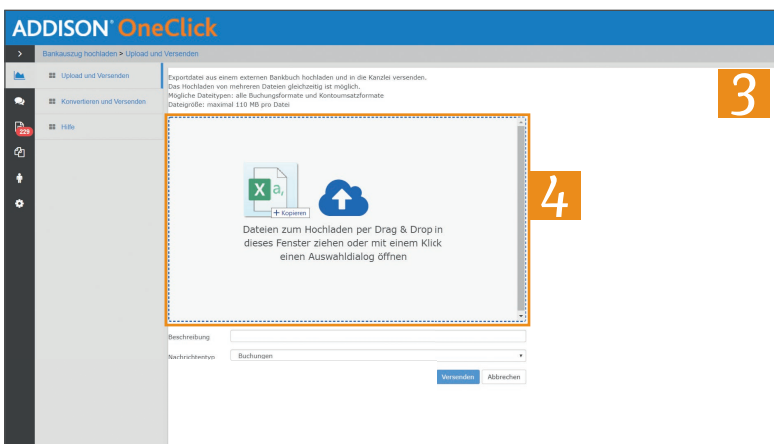 ADDISON OneClick
Bankauszug hochladen > Upload und Versenden
3
Upload und Versenden
Konvertieren und Versenden
Hilfe
229
Exportdatei aus einem externen Bankbuch hochladen und in die Kanzlei versenden.
Das Hochladen von mehreren Dateien gleichzeitig ist möglich.
Mögliche Dateitypen: alle Buchungsformate und Kontoumsatzformate
Dateigröße: maximal 110 MB pro Datei
4
X a,
+ Kopieren
Dateien zum Hochladen per Drag & Drop in
dieses Fenster ziehen oder mit einem Klick
einen Auswahldialog öffnen
Beschreibung
Nachrichtentyp Buchungen
Versenden Abbrechen